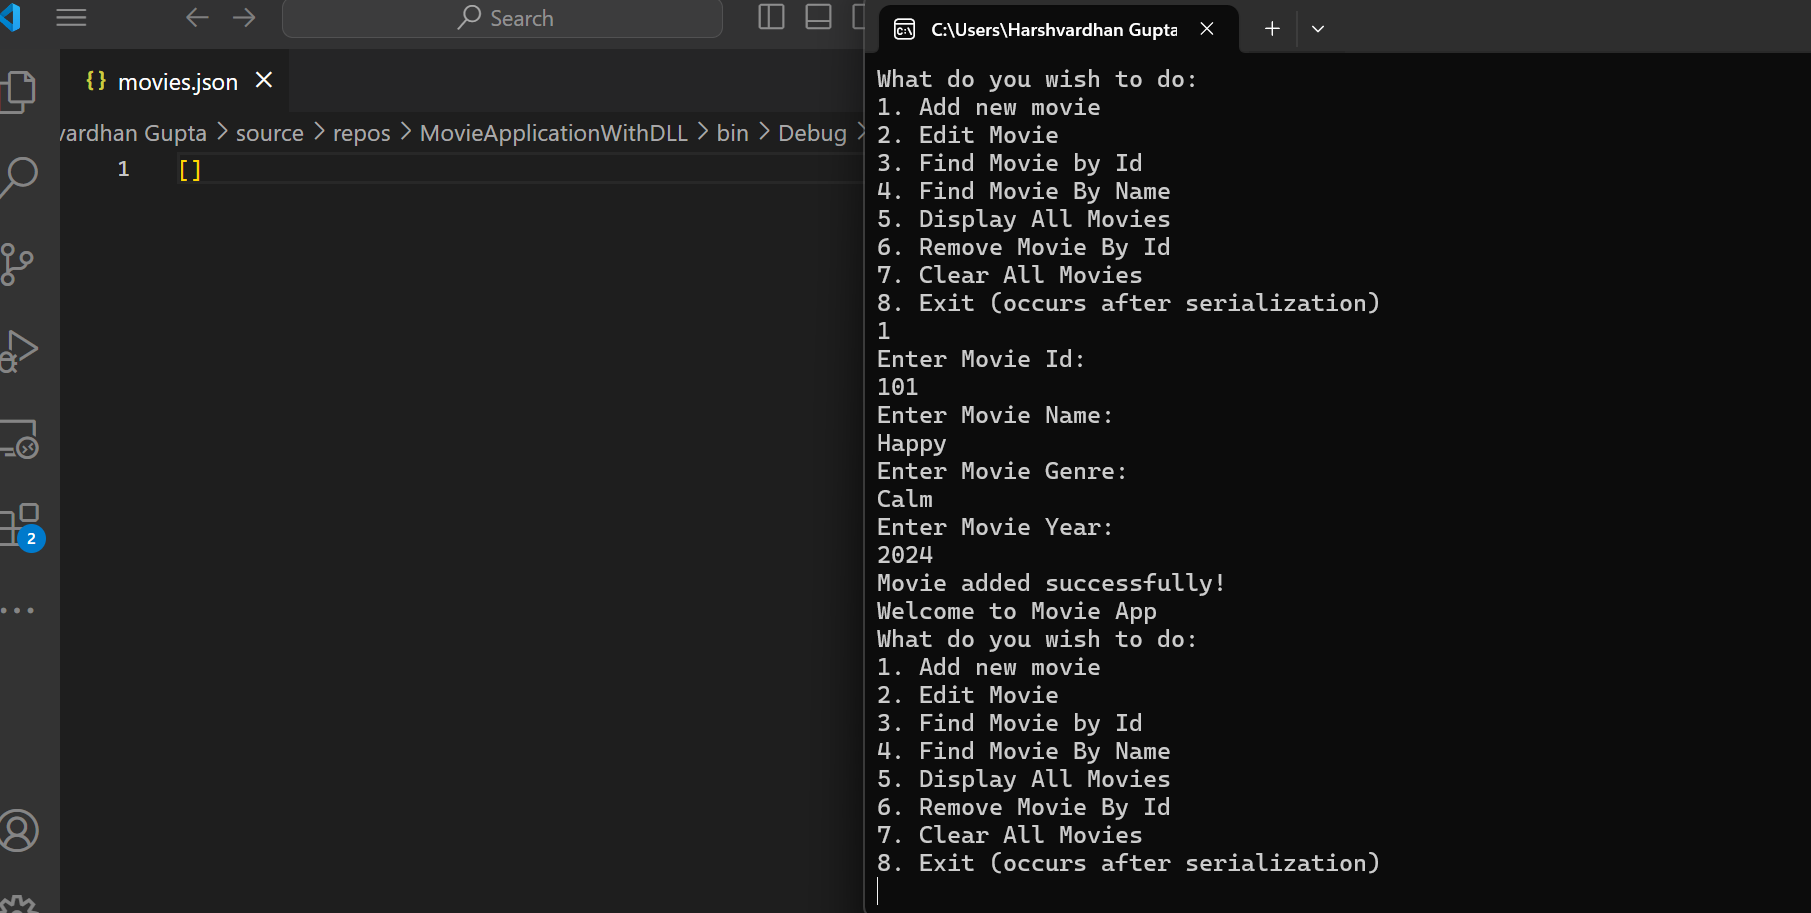 Search
{} movies.json
vardhan Gupta > source > repos > MovieApplicationWithDLL > bin > Debug >
1 []
2
C:\Users\Harshvardhan Gupta
What do you wish to do:
1. Add new movie
2. Edit Movie
3. Find Movie by Id
4. Find Movie By Name
5. Display All Movies
6. Remove Movie By Id
7. Clear All Movies
8. Exit (occurs after serialization)
1
Enter Movie Id:
101
Enter Movie Name:
Happy
Enter Movie Genre:
Calm
Enter Movie Year:
2024
Movie added successfully!
Welcome to Movie App
What do you wish to do:
1. Add new movie
2. Edit Movie
3. Find Movie by Id
4. Find Movie By Name
5. Display All Movies
6. Remove Movie By Id
7. Clear All Movies
8. Exit (occurs after serialization)